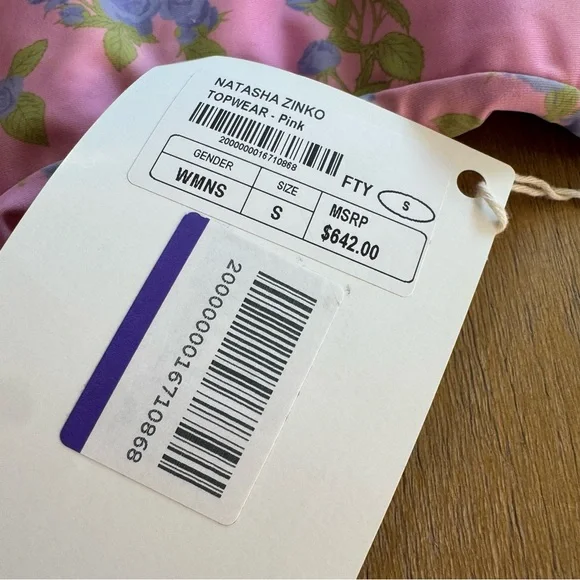 NATASHA ZINKO
TOPWEAR - Pink
2000000016710868
FTY S
GENDER SIZE MSRP
WMNS S $642.00
2000000016710868